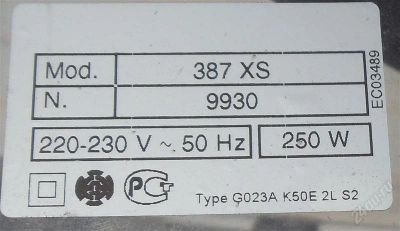 Mod. 387 XS
N. 9930
220-230 V ~ 50 Hz 250 W
Type G023A K50E 2L S2
EC03489